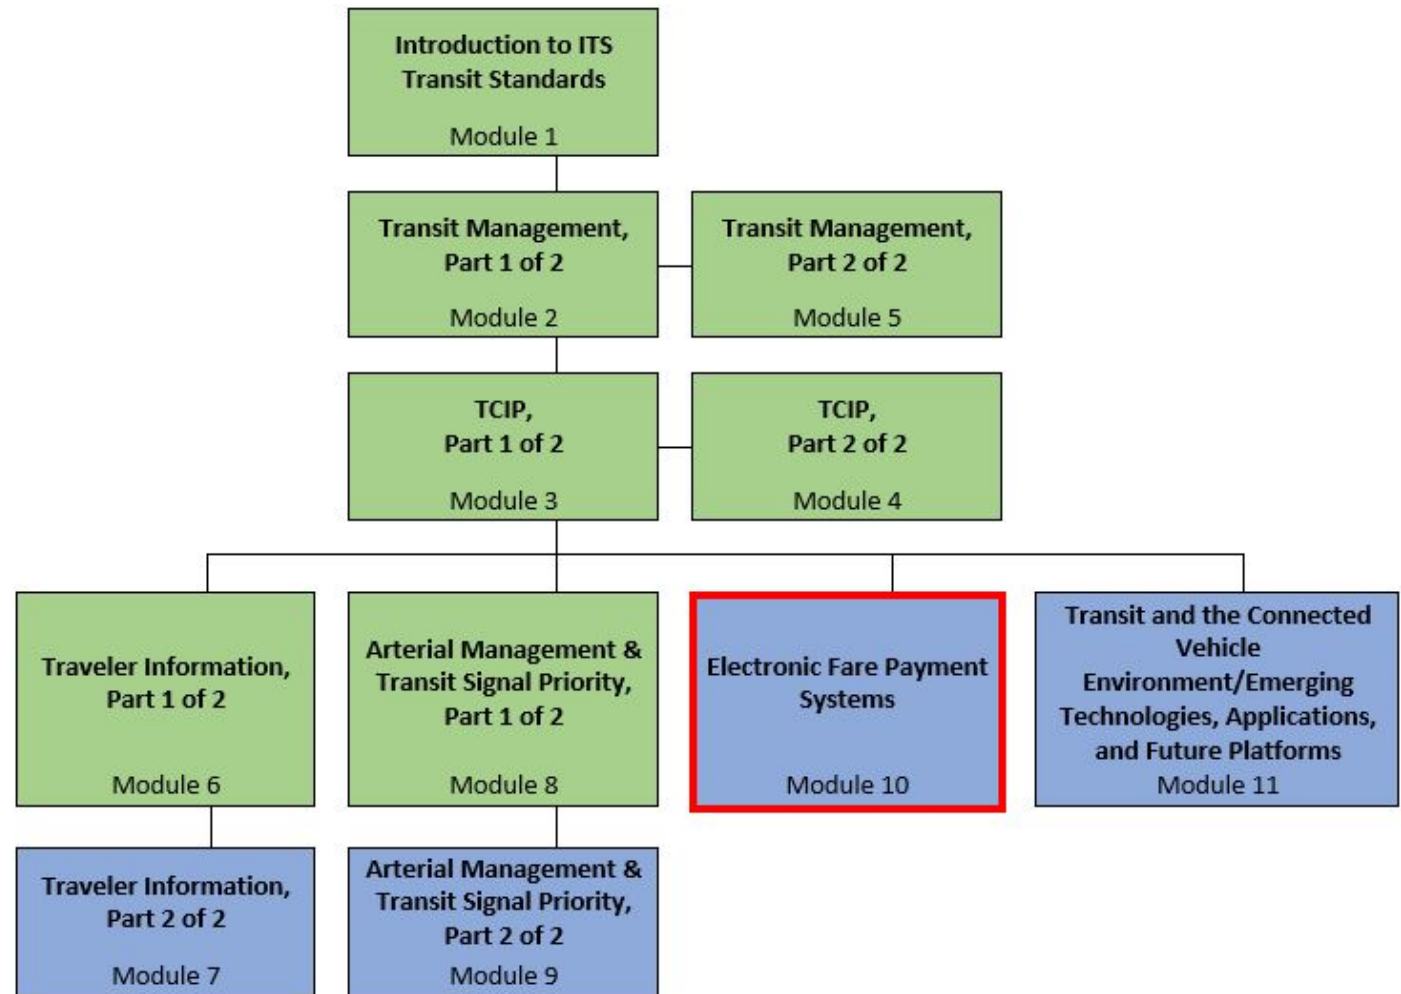 Introduction to ITS
Transit Standards
Module 1
Transit Management,
Part 1 of 2
Module 2
Transit Management,
Part 2 of 2
Module 5
TCIP,
Part 1 of 2
Module 3
TCIP,
Part 2 of 2
Module 4
Traveler Information,
Part 1 of 2
Module 6
Arterial Management &
Transit Signal Priority,
Part 1 of 2
Module 8
Electronic Fare Payment
Systems
Module 10
Transit and the Connected
Vehicle
Environment/Emerging
Technologies, Applications,
and Future Platforms
Module 11
Traveler Information,
Part 2 of 2
Module 7
Arterial Management &
Transit Signal Priority,
Part 2 of 2
Module 9